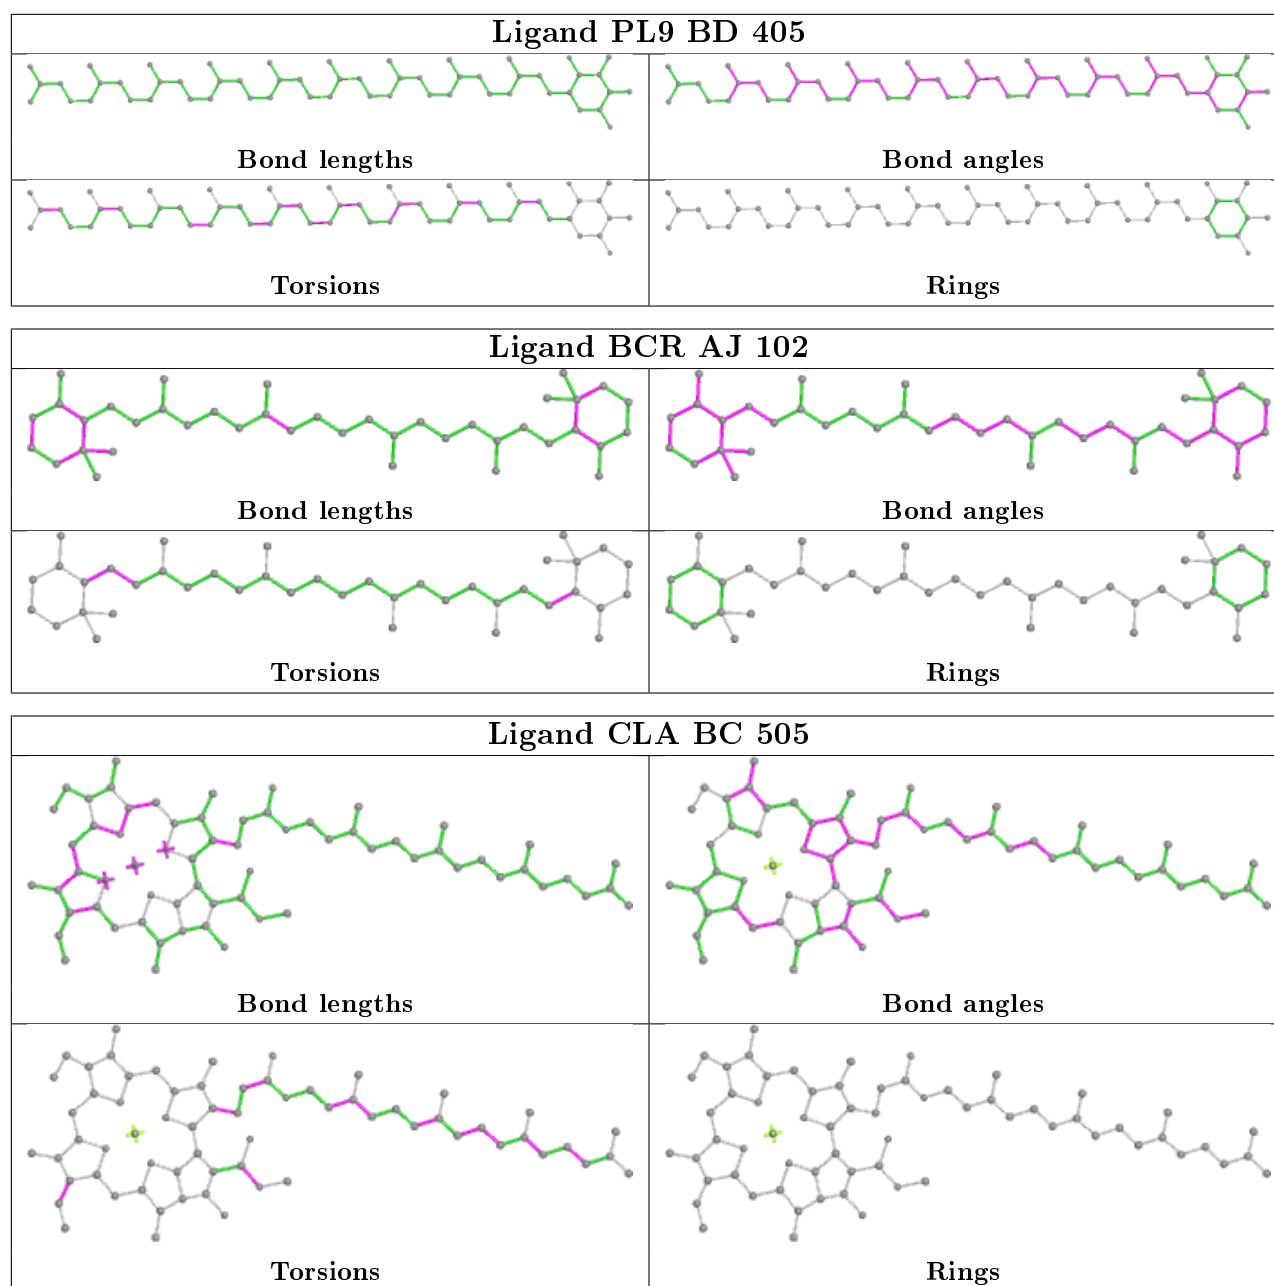 Ligand PL9 BD 405
Bond lengths
Bond angles
Torsions
Rings
Ligand BCR AJ 102
Bond lengths
Bond angles
Torsions
Rings
Ligand CLA BC 505
Bond lengths
Bond angles
Torsions
Rings